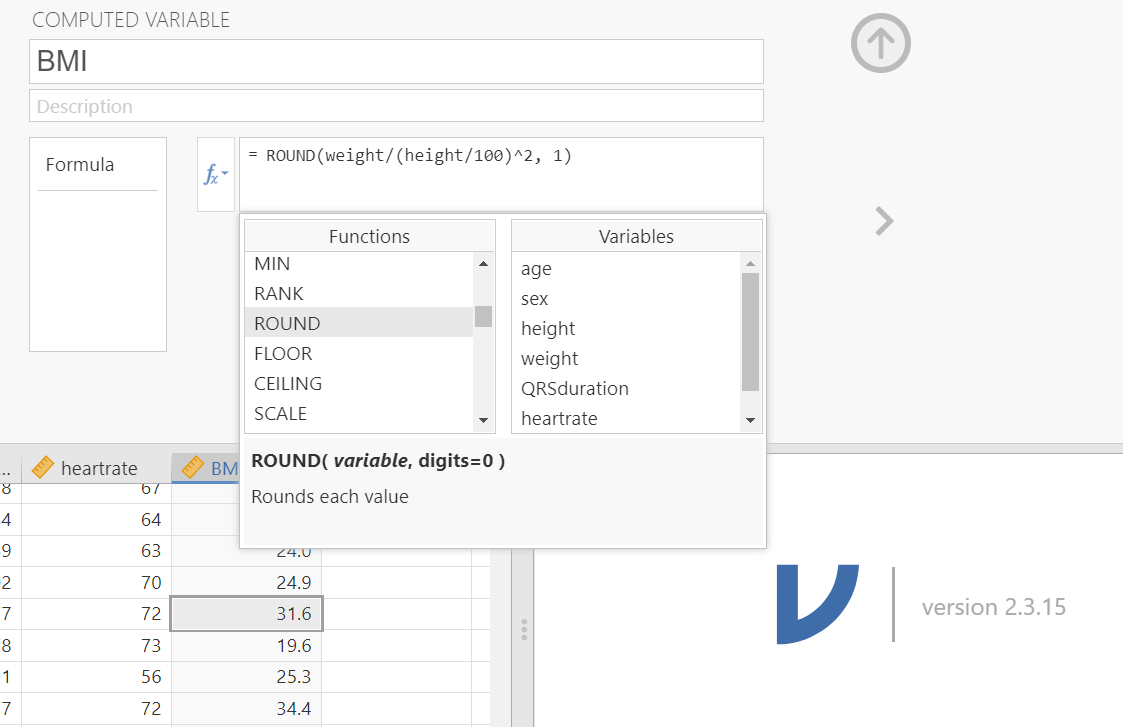 COMPUTED VARIABLE
BMI
Description
Formula
fx
= ROUND(weight/(height/100)^2, 1)
Functions
Variables
MIN
RANK
ROUND
FLOOR
CEILING
SCALE
age
sex
height
weight
QRSduration
heartrate
ROUND( variable, digits=0 )
Rounds each value
... heartrate BM
8 67
4 64
9 63 24.0
2 70 24.9
7 72 31.6
8 73 19.6
1 56 25.3
7 72 34.4
version 2.3.15